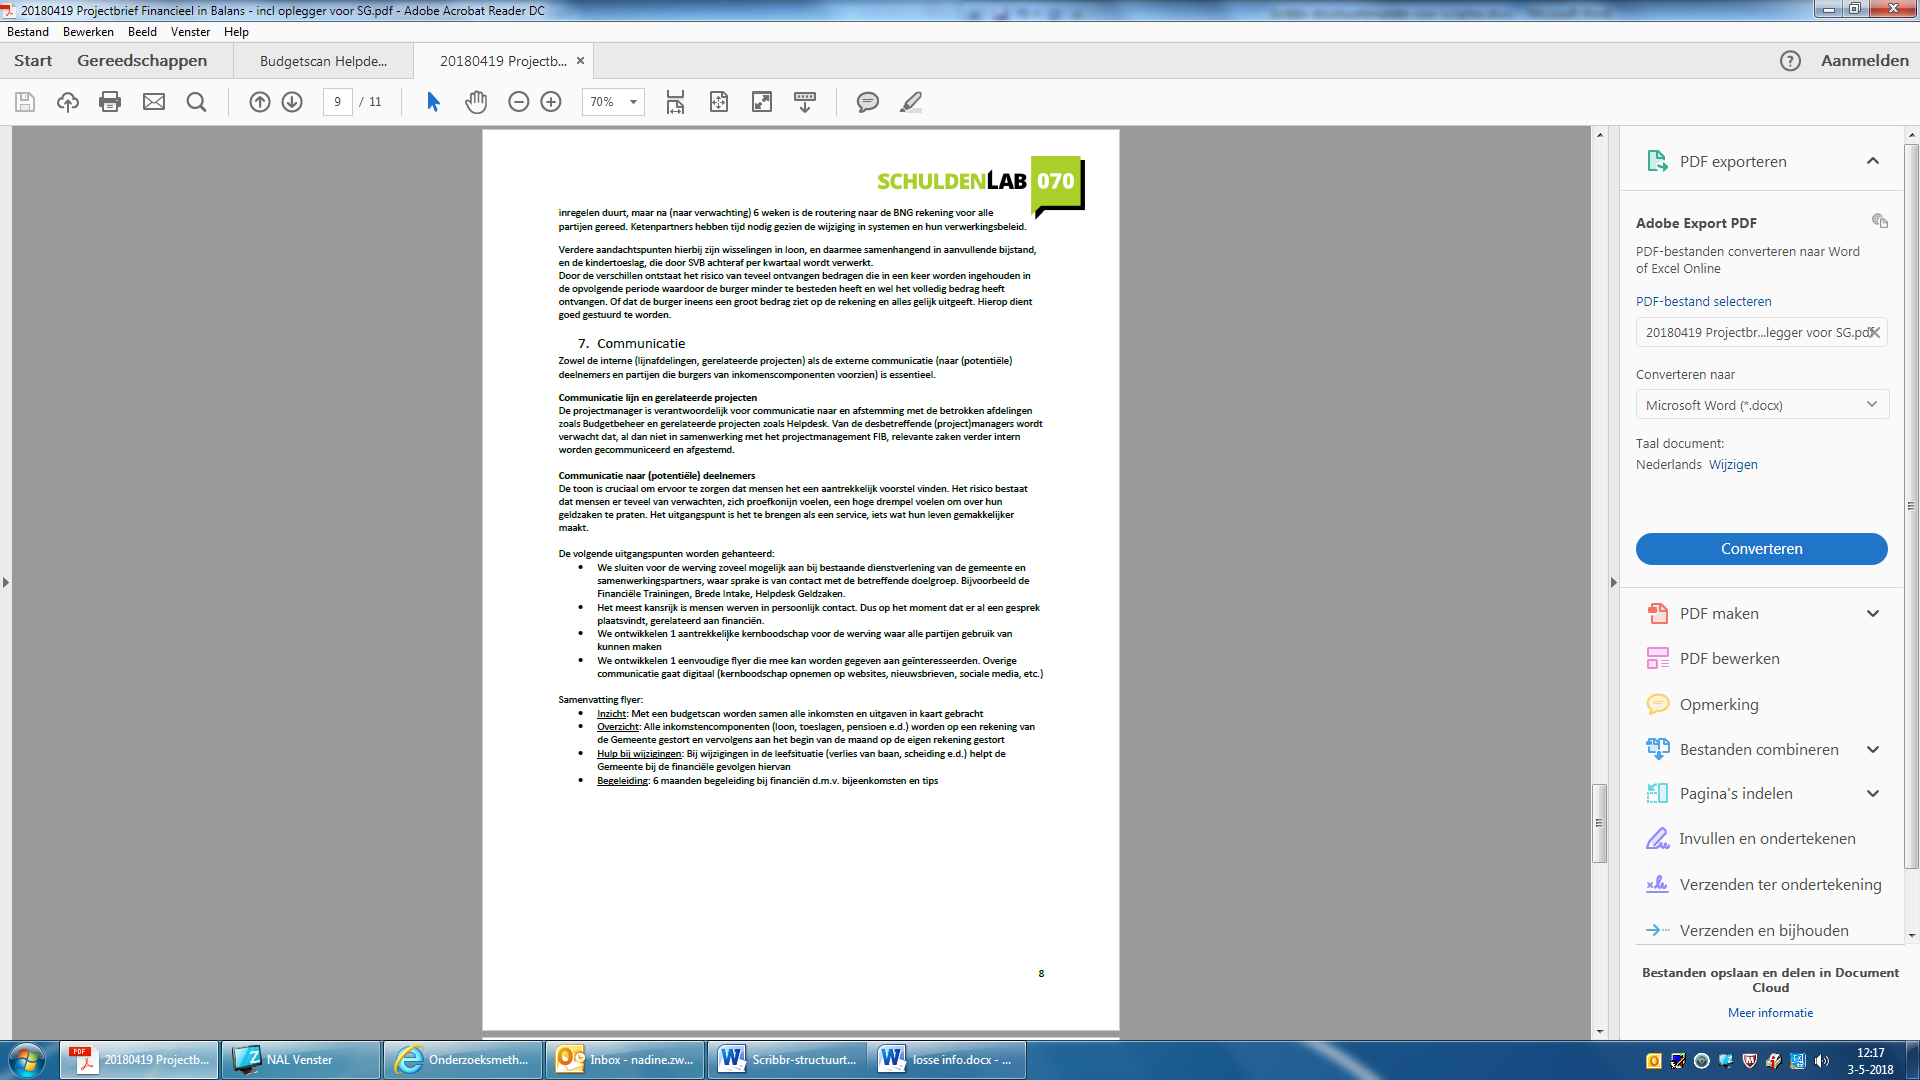 20180419 Projectbrief Financieel in Balans - incl oplegger voor SG.pdf - Adobe Acrobat Reader DC
Bestand Bewerken Beeld Venster Help
Start Gereedschappen Budgetscan Helpde... 20180419 Projectb... × Aanmelden
9 / 11 70%
SCHULDENLAB 070
inregelen duurt, maar na (naar verwachting) 6 weken is de routering naar de BNG rekening voor alle
partijen gereed. Ketenpartners hebben tijd nodig gezien de wijziging in systemen en hun verwerkingsbeleid.
Verdere aandachtspunten hierbij zijn wisselingen in loon, en daarmee samenhangend in aanvullende bijstand,
en de kindertoeslag, die door SVB achteraf per kwartaal wordt verwerkt.
Door de verschillen ontstaat het risico van teveel ontvangen bedragen die in een keer worden ingehouden in
de opvolgende periode waardoor de burger minder te besteden heeft en wel het volledig bedrag heeft
ontvangen. Of dat de burger ineens een groot bedrag ziet op de rekening en alles gelijk uitgeeft. Hierop dient
goed gestuurd te worden.
7. Communicatie
Zowel de interne (lijnafdelingen, gerelateerde projecten) als de externe communicatie (naar (potentiële)
deelnemers en partijen die burgers van inkomenscomponenten voorzien) is essentieel.
Communicatie lijn en gerelateerde projecten
De projectmanager is verantwoordelijk voor communicatie naar en afstemming met de betrokken afdelingen
zoals Budgetbeheer en gerelateerde projecten zoals Helpdesk. Van de desbetreffende (project)managers wordt
verwacht dat, al dan niet in samenwerking met het projectmanagement FIB, relevante zaken verder intern
worden gecommuniceerd en afgestemd.
Communicatie naar (potentiële) deelnemers
De toon is cruciaal om ervoor te zorgen dat mensen het een aantrekkelijk voorstel vinden. Het risico bestaat
dat mensen er teveel van verwachten, zich proefkonijn voelen, een hoge drempel voelen om over hun
geldzaken te praten. Het uitgangspunt is het te brengen als een service, iets wat hun leven gemakkelijker
maakt.
De volgende uitgangspunten worden gehanteerd:
• We sluiten voor de werving zoveel mogelijk aan bij bestaande dienstverlening van de gemeente en
samenwerkingspartners, waar sprake is van contact met de betreffende doelgroep. Bijvoorbeeld de
Financiële Trainingen, Brede Intake, Helpdesk Geldzaken.
• Het meest kansrijk is mensen werven in persoonlijk contact. Dus op het moment dat er al een gesprek
plaatsvindt, gerelateerd aan financiën.
• We ontwikkelen 1 aantrekkelijke kernboodschap voor de werving waar alle partijen gebruik van
kunnen maken
• We ontwikkelen 1 eenvoudige flyer die mee kan worden gegeven aan geïnteresseerden. Overige
communicatie gaat digitaal (kernboodschap opnemen op websites, nieuwsbrieven, sociale media, etc.)
Samenvatting flyer:
• Inzicht: Met een budgetscan worden samen alle inkomsten en uitgaven in kaart gebracht
• Overzicht: Alle inkomstencomponenten (loon, toeslagen, pensioen e.d.) worden op een rekening van
de Gemeente gestort en vervolgens aan het begin van de maand op de eigen rekening gestort
• Hulp bij wijzigingen: Bij wijzigingen in de leefsituatie (verlies van baan, scheiding e.d.) helpt de
Gemeente bij de financiële gevolgen hiervan
• Begeleiding: 6 maanden begeleiding bij financiën d.m.v. bijeenkomsten en tips
8
PDF exporteren
Adobe Export PDF
PDF-bestanden converteren naar Word
of Excel Online
PDF-bestand selecteren
20180419 Projectbr...legger voor SG.pdf
Converteren naar
Microsoft Word (*.docx)
Taal document:
Nederlands Wijzigen
Converteren
PDF maken
PDF bewerken
Opmerking
Bestanden combineren
Pagina's indelen
Invullen en ondertekenen
Verzenden ter ondertekening
Verzenden en bijhouden
Bestanden opslaan en delen in Document
Cloud
Meer informatie
20180419 Projectb... NAL Venster Onderzoeksmeth... Inbox - nadine.zw... Scribbr-structuurt... losse info.docx - ... 12:17
3-5-2018